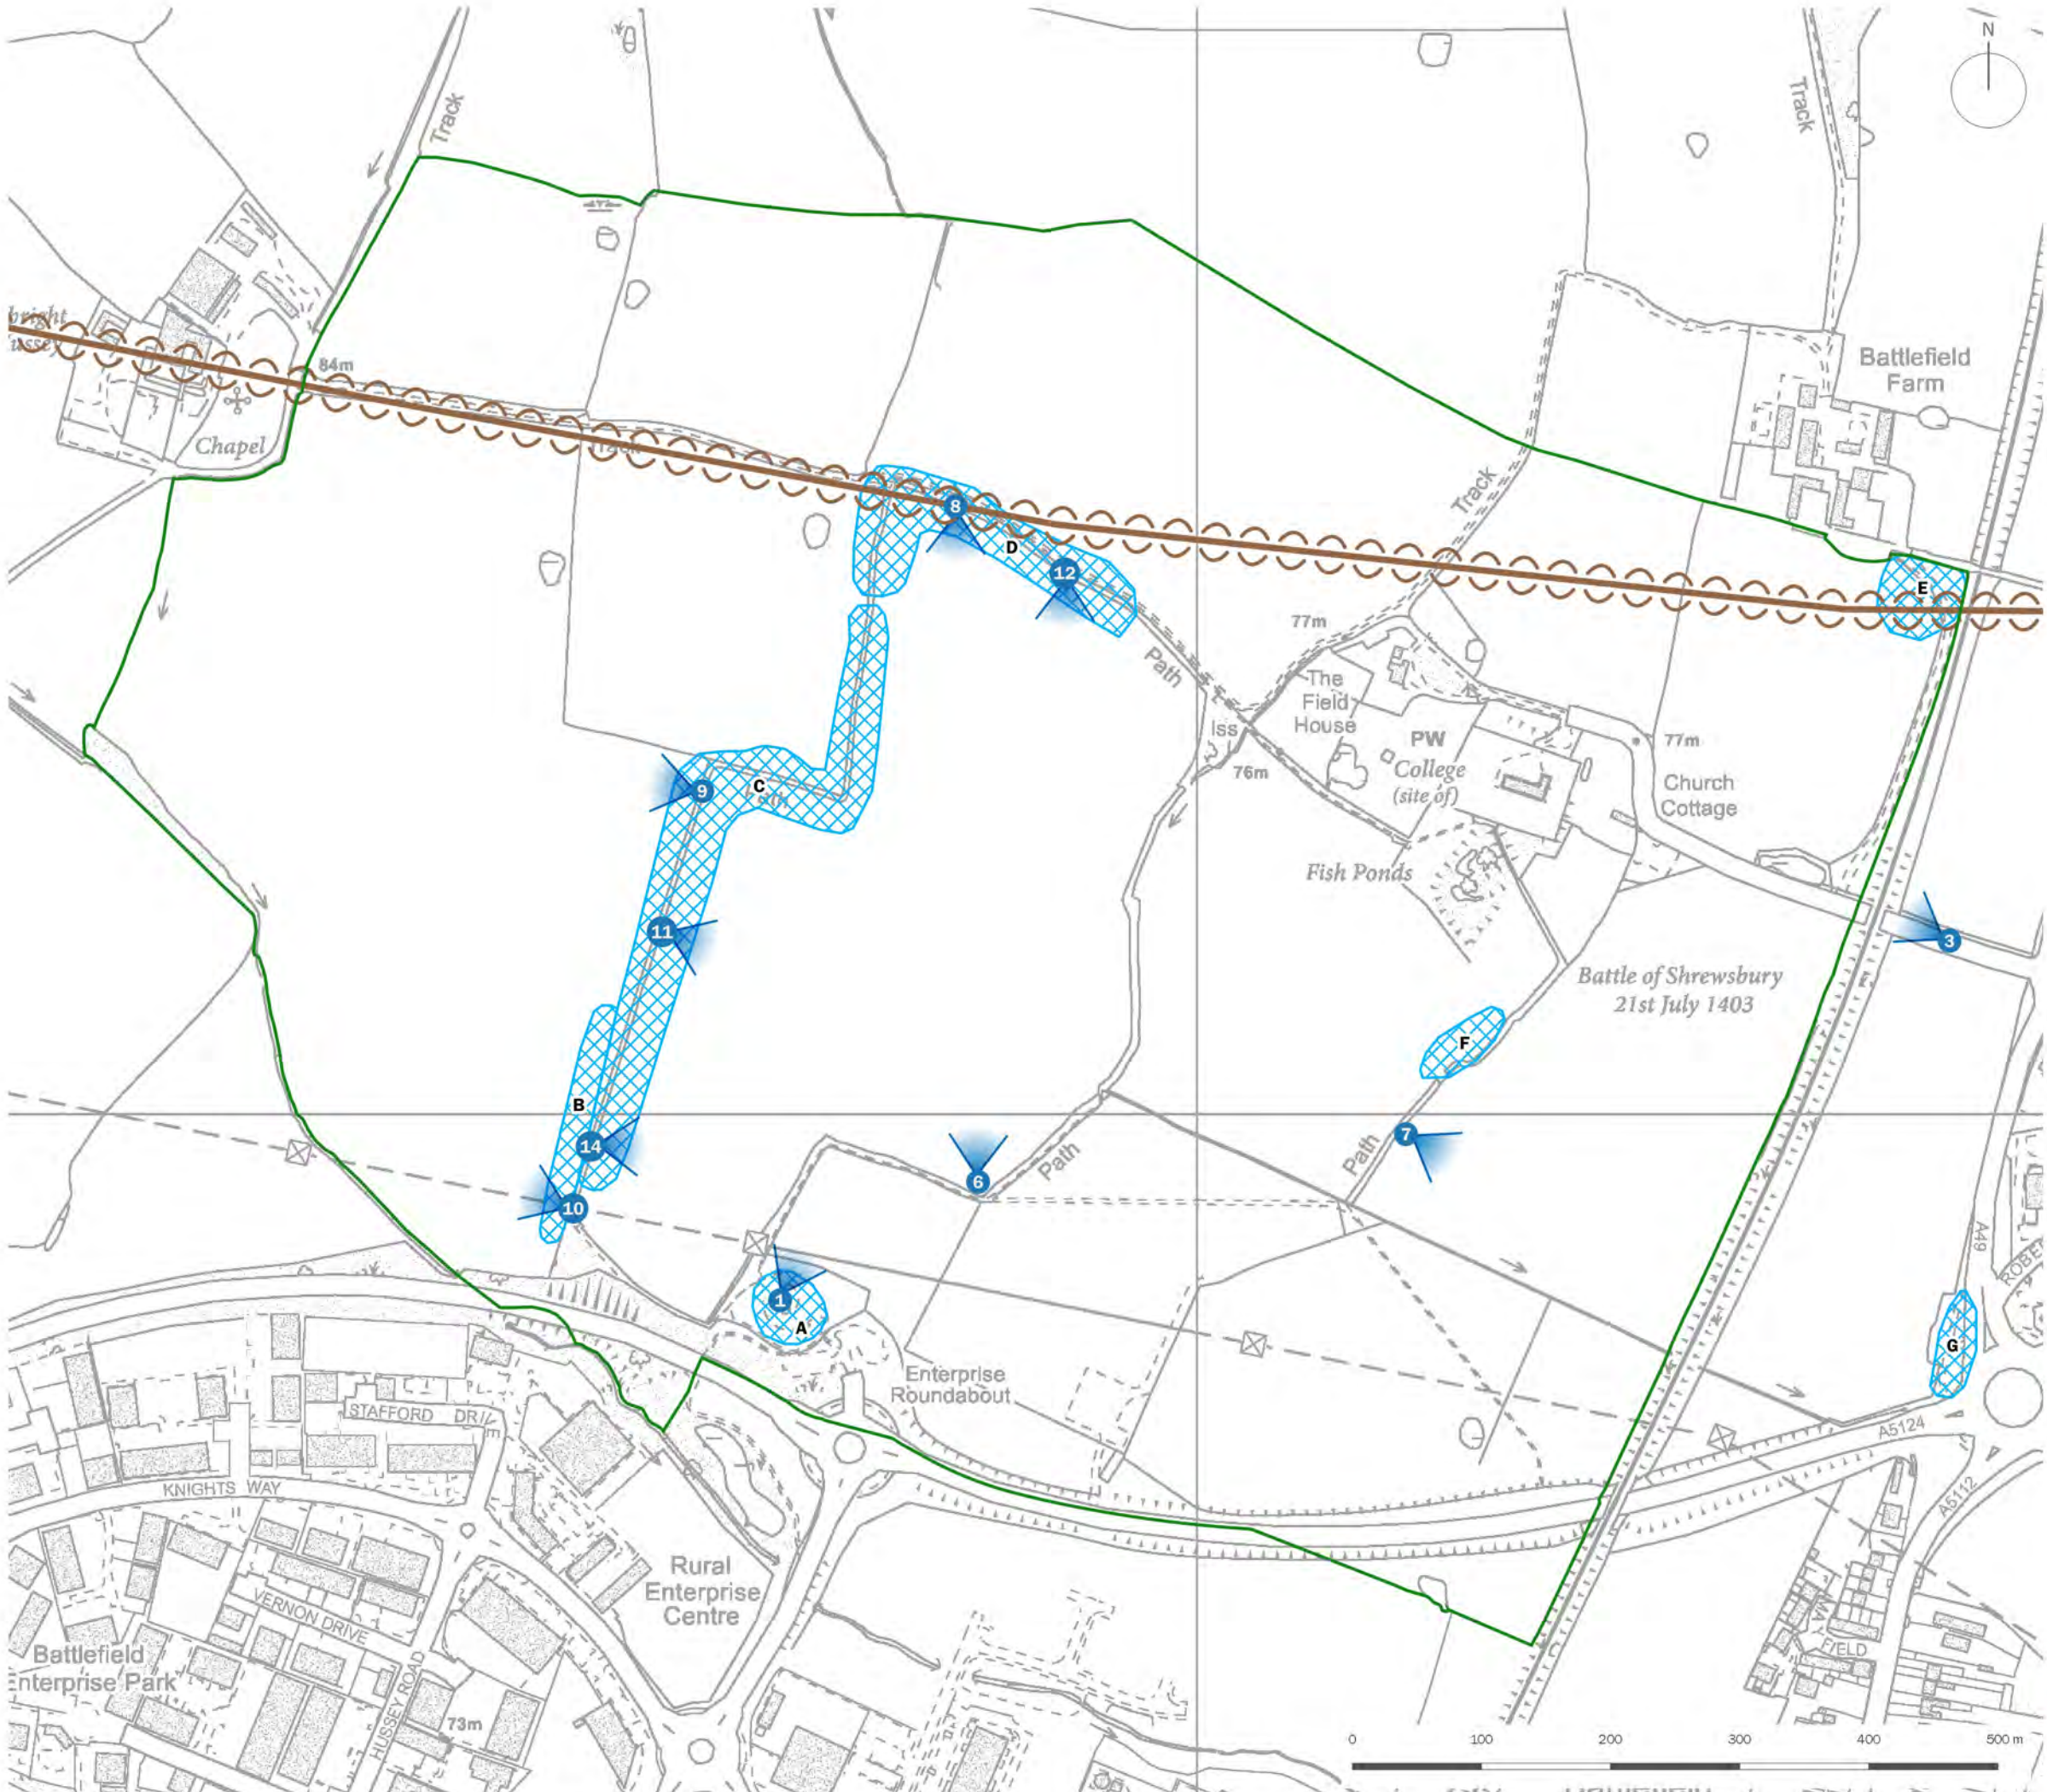 N
Track
Track
bright
84m
Chapel
Battlefield
Farm
Track
8
D
12
E
77m
Path
The
Field
House
Iss
76m
PW
College
(site of)
77m
Church
Cottage
9
C
Fish Ponds
11
3
Battle of Shrewsbury
21st July 1403
F
B
14
7
Path
Path
6
10
1
A
A49
G
Enterprise
Roundabout
STAFFORD DRIVE
A5124
A5112
KNIGHTS WAY
Rural
Enterprise
Centre
VERNON DRIVE
HUSSEY ROAD
FIELD
Battlefield
Enterprise Park
73m
0 100 200 300 400 500 m